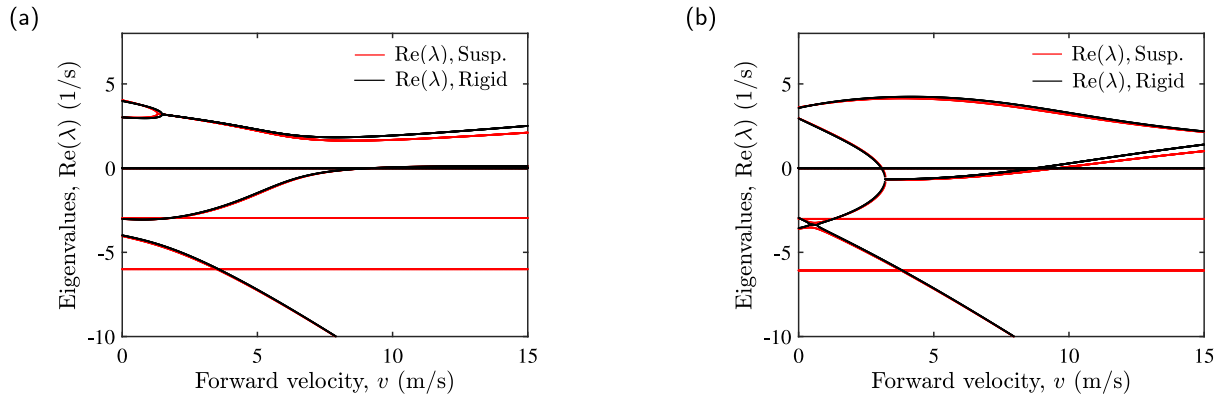 (a)
Eigenvalues, Re(λ) (1/s)
5
0
-5
-10
Re(λ), Susp.
Re(λ), Rigid
0 5 10 15
Forward velocity, v (m/s)
(b)
Eigenvalues, Re(λ) (1/s)
5
0
-5
-10
Re(λ), Susp.
Re(λ), Rigid
0 5 10 15
Forward velocity, v (m/s)